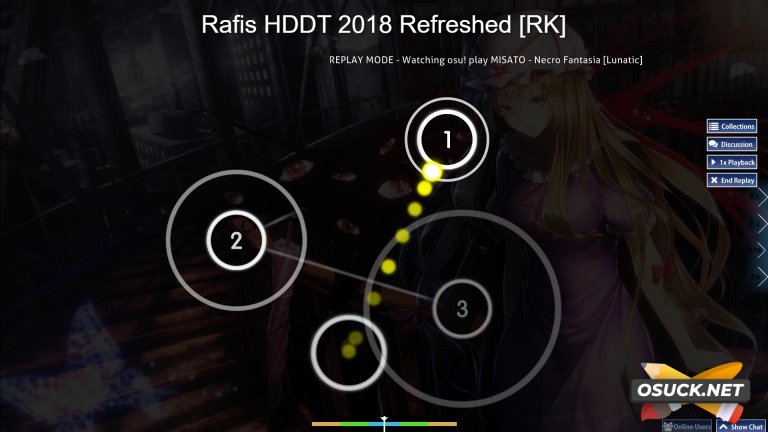 Rafis HDDT 2018 Refreshed [RK]
REPLAY MODE - Watching osu! play MISATO - Necro Fantasia [Lunatic]
1
Collections
Discussion
1x Playback
End Replay
2
3
OSUCK.NET
Online Users
Show Chat